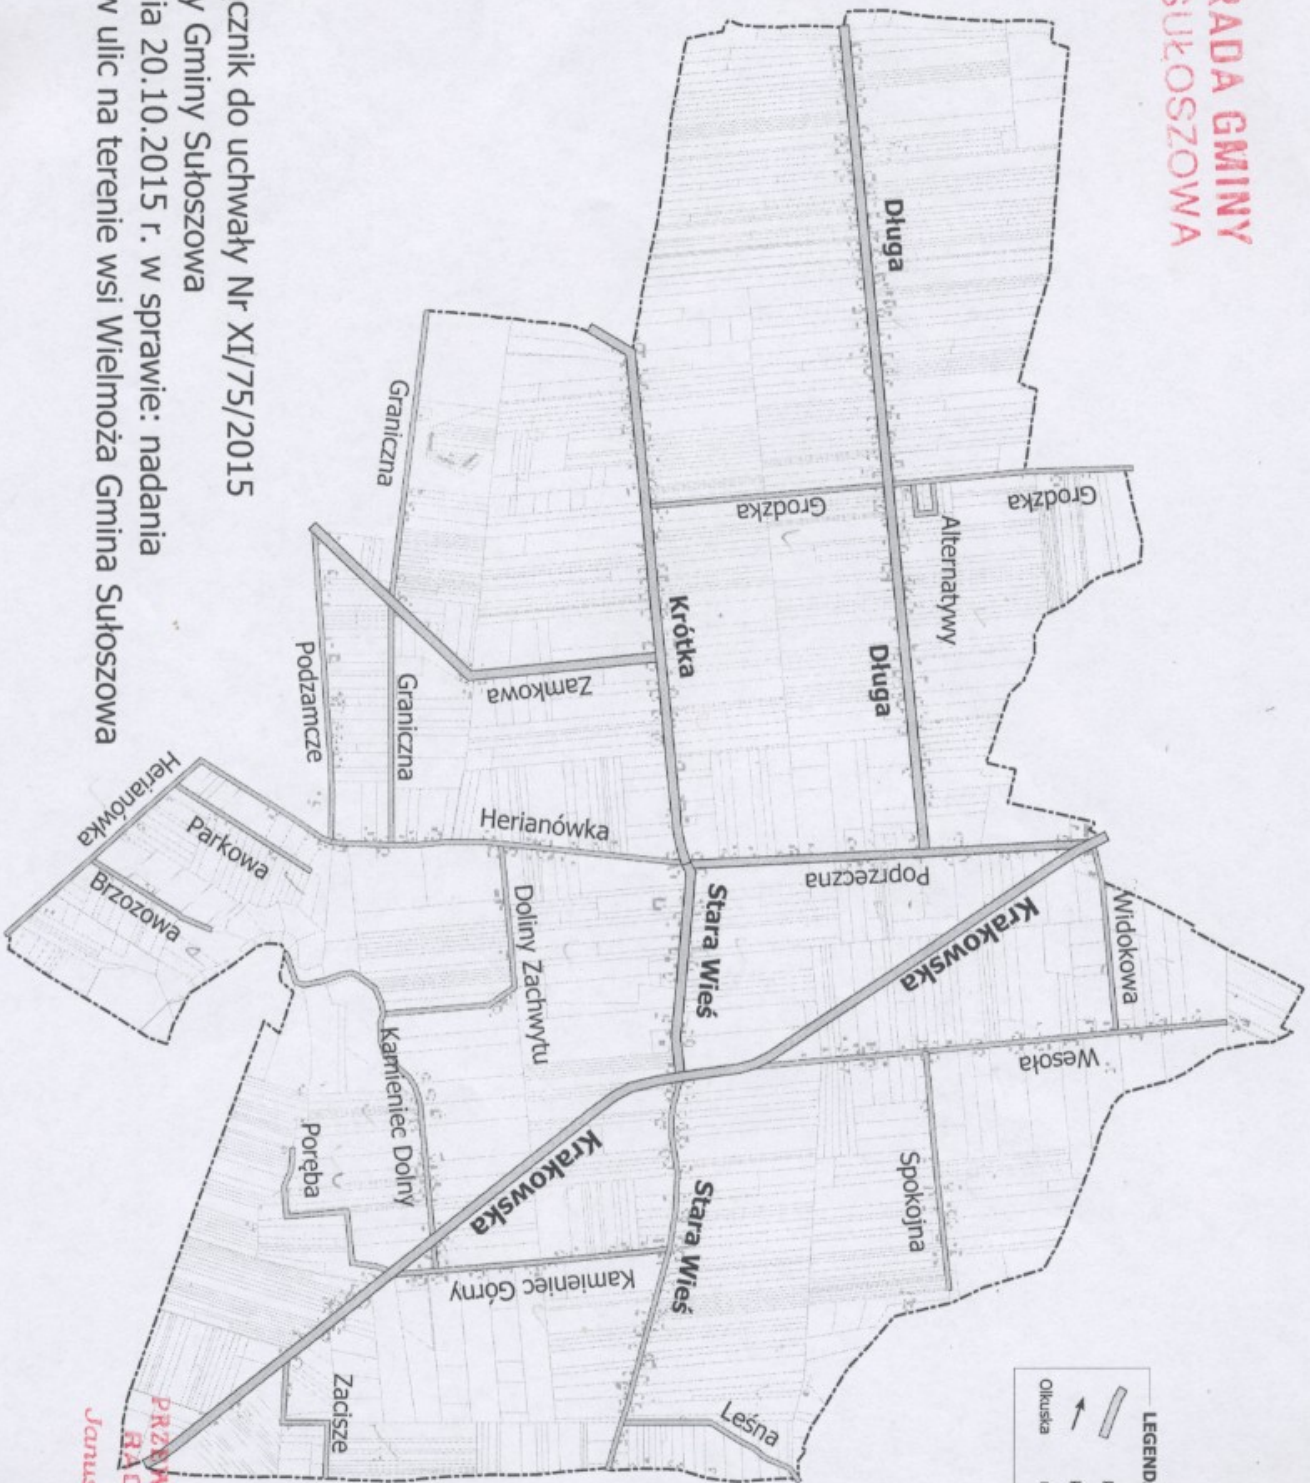 RADA GMINY
SUŁOSZOWA
cznik do uchwały Nr XI/75/2015
y Gminy Sułoszowa
ia 20.10.2015 r. w sprawie: nadania
w ulic na terenie wsi Wielmoża Gmina Sułoszowa
Długa
Długa
Grodzka
Grodzka
Alternatywy
Krótka
Graniczna
Graniczna
Zamkowa
Podzamcze
Herianówka
Herianówka
Parkowa
Brzozowa
Poprzeczna
Stara Wieś
Stara Wieś
Doliny Zachwytu
Krakowska
Krakowska
Widokowa
Wesoła
Spokojna
Kamieniec Dolny
Kamieniec Górny
Poręba
Zacisze
Leśna
LEGEND
Olkuska
PRZEW
RAD
Janus